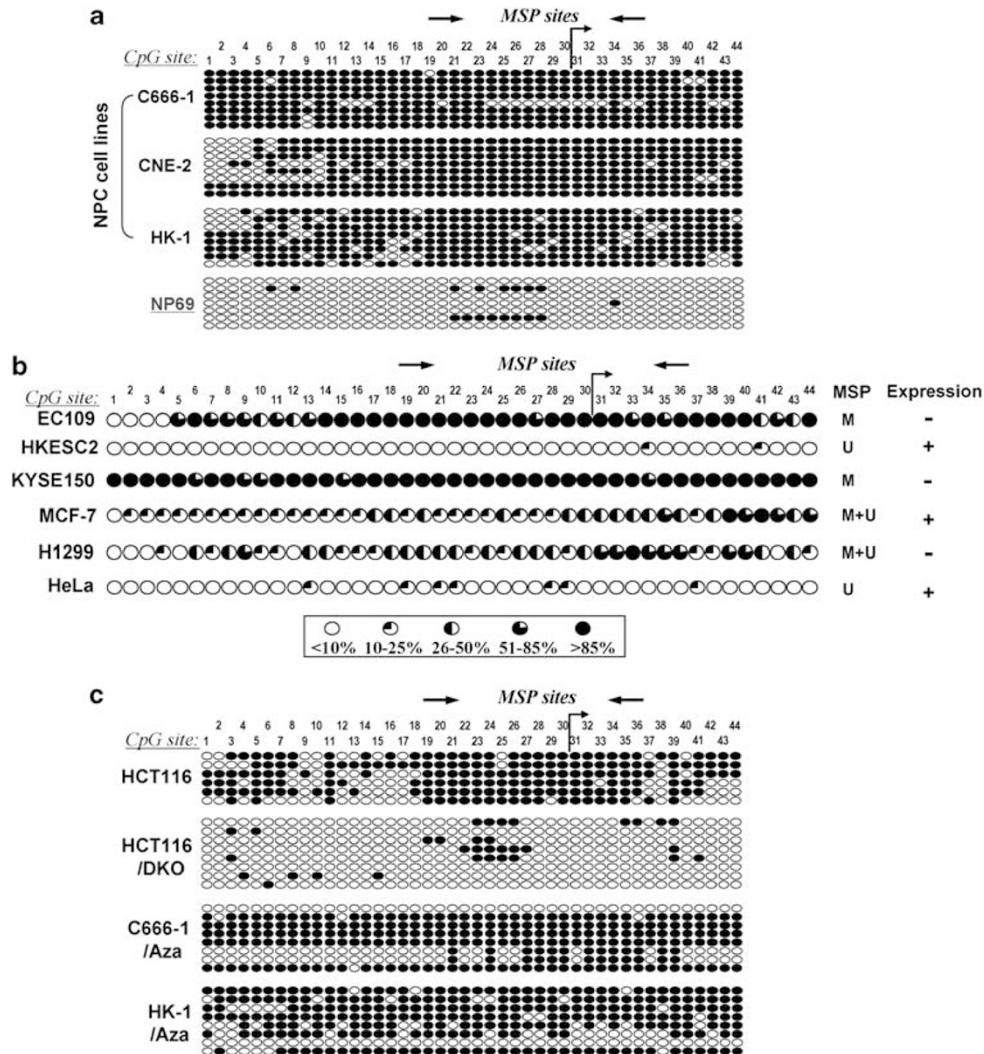 a
MSP sites
2 4 6 8 10 12 14 16 18 20 22 24 26 28 30 32 34 36 38 40 42 44
CpG site:
1 3 5 7 9 11 13 15 17 19 21 23 25 27 29 31 33 35 37 39 41 43
NPC cell lines
C666-1
CNE-2
HK-1
NP69
b
MSP sites
CpG site:
1 2 3 4 5 6 7 8 9 10 11 12 13 14 15 16 17 18 19 20 21 22 23 24 25 26 27 28 29 30 31 32 33 34 35 36 37 38 39 40 41 42 43 44
MSP Expression
EC109 M -
HKESC2 U +
KYSE150 M -
MCF-7 M+U +
H1299 M+U -
HeLa U +
<10% 10-25% 26-50% 51-85% >85%
c
MSP sites
2 4 6 8 10 12 14 16 18 20 22 24 26 28 30 32 34 36 38 40 42 44
CpG site:
1 3 5 7 9 11 13 15 17 19 21 23 25 27 29 31 33 35 37 39 41 43
HCT116
HCT116
/DKO
C666-1
/Aza
HK-1
/Aza